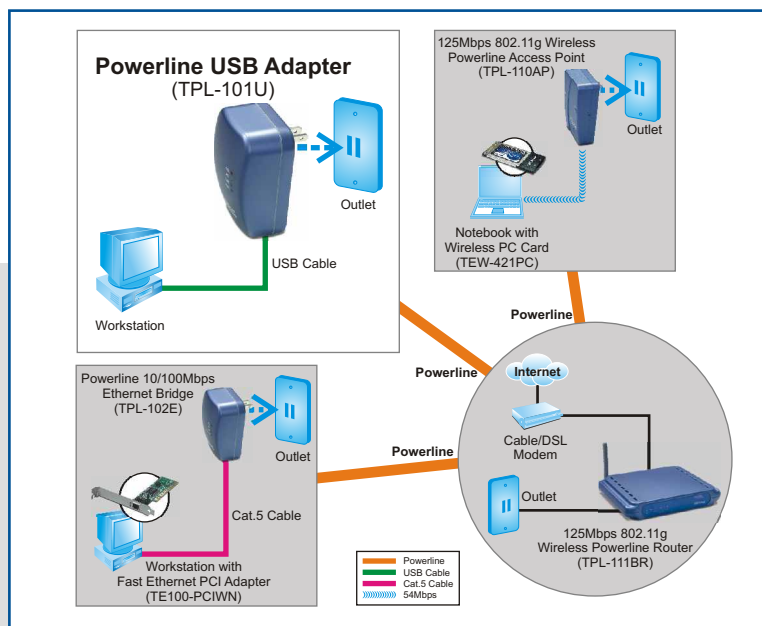 Powerline USB Adapter
(TPL-101U)
Outlet
USB Cable
Workstation
125Mbps 802.11g Wireless
Powerline Access Point
(TPL-110AP)
Outlet
Notebook with
Wireless PC Card
(TEW-421PC)
Powerline
Powerline
Powerline
Powerline 10/100Mbps
Ethernet Bridge
(TPL-102E)
Outlet
Cat.5 Cable
Workstation with
Fast Ethernet PCI Adapter
(TE100-PCIWN)
Internet
Cable/DSL
Modem
Outlet
125Mbps 802.11g
Wireless Powerline Router
(TPL-111BR)
Powerline
USB Cable
Cat.5 Cable
54Mbps